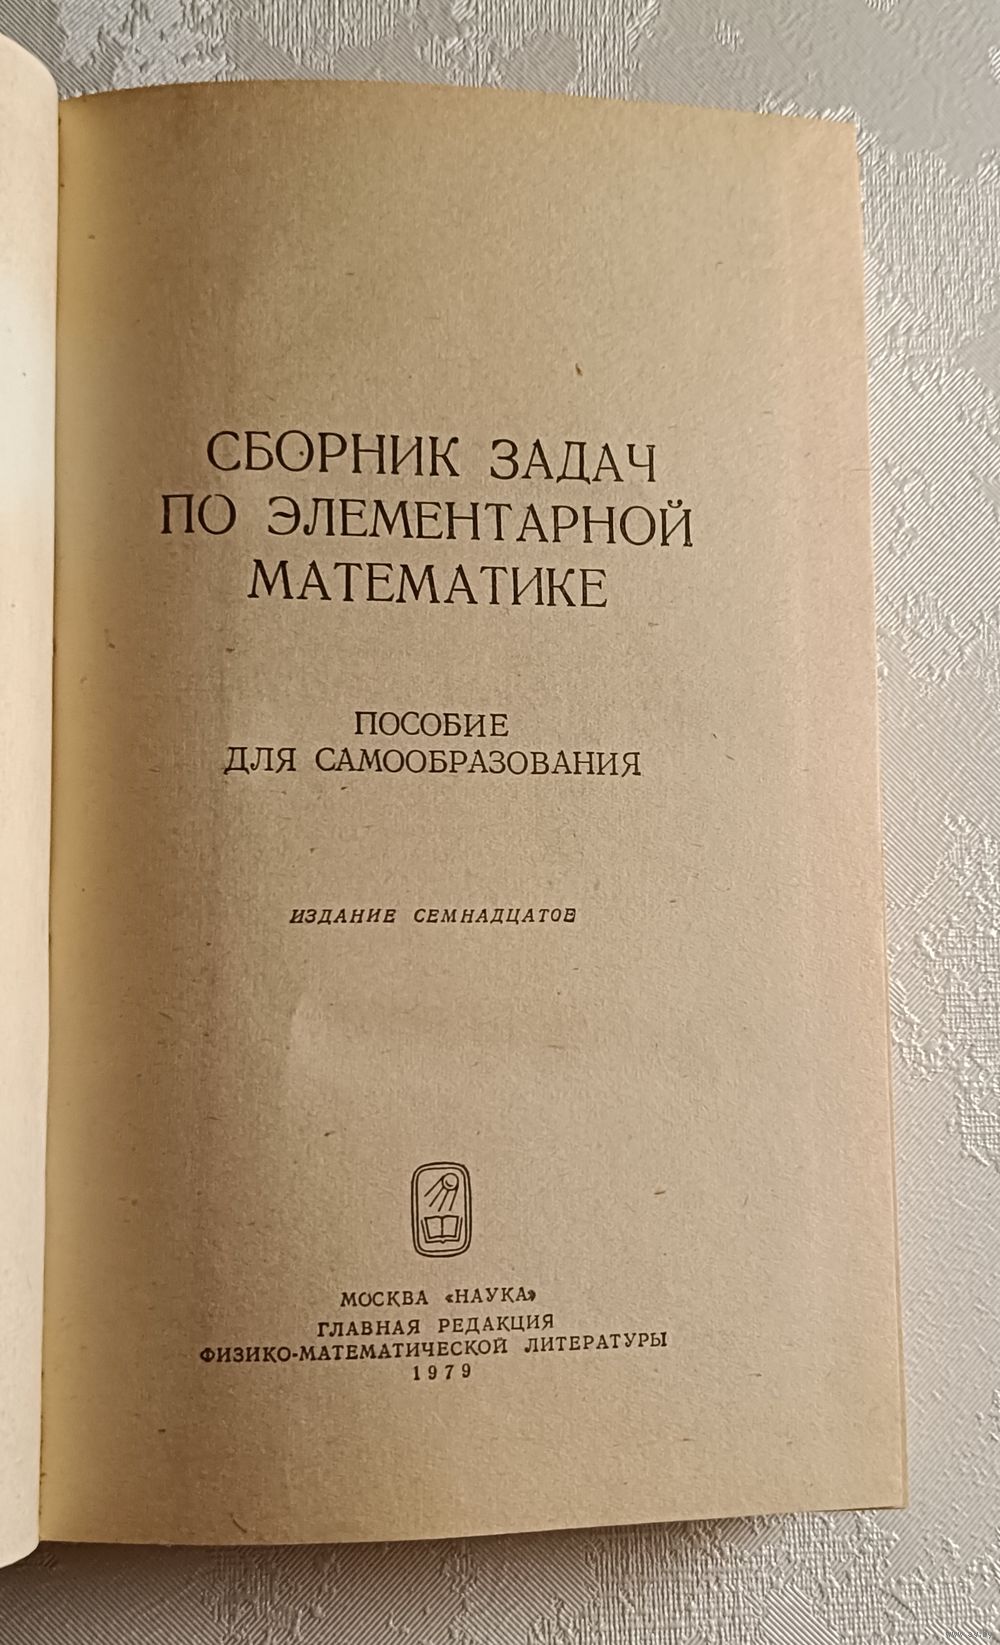 СБОРНИК ЗАДАЧ
ПО ЭЛЕМЕНТАРНОЙ
МАТЕМАТИКЕ
ПОСОБИЕ
ДЛЯ САМООБРАЗОВАНИЯ
ИЗДАНИЕ СЕМНАДЦАТОЕ
МОСКВА «НАУКА»
ГЛАВНАЯ РЕДАКЦИЯ
ФИЗИКО-МАТЕМАТИЧЕСКОЙ ЛИТЕРАТУРЫ
1979